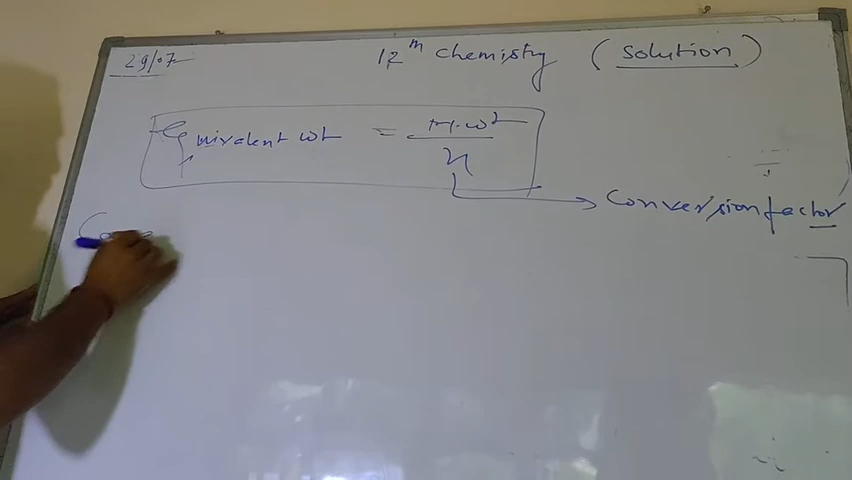 29/07
12th chemistry (solution)
Equivalent wt = M.wt / n
Conversion factor